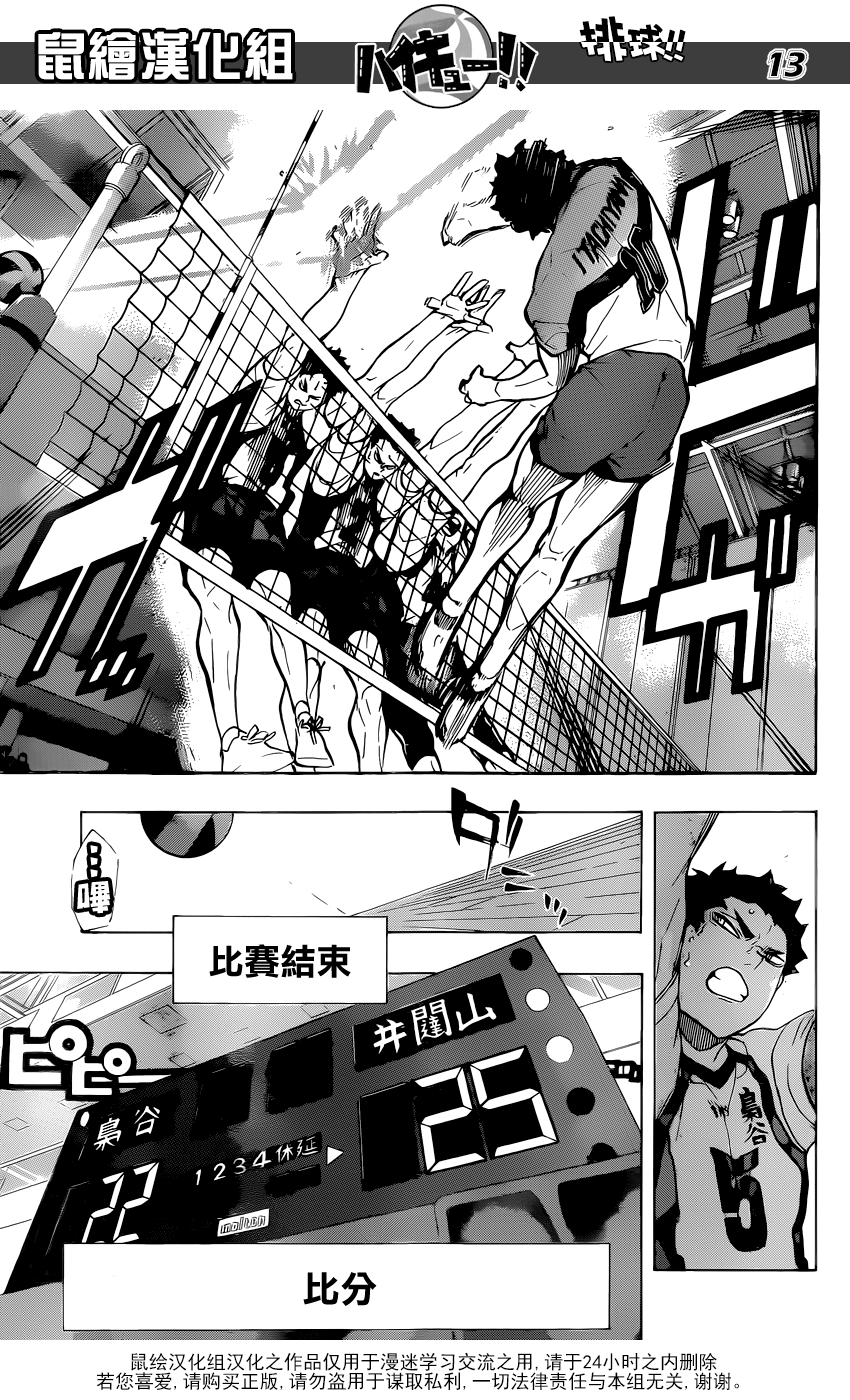 鼠繪漢化組
ハイキュー!!
排球!!
13
ITACHIYAMA
嗶
比賽結束
ピピー
井闥山
25
梟谷
22
1234休延
molten
梟谷
5
比分
鼠绘汉化组汉化之作品仅用于漫迷学习交流之用,请于24小时之内删除
若您喜爱,请购买正版,请勿盗用于谋取私利,一切法律责任与本组无关,谢谢。